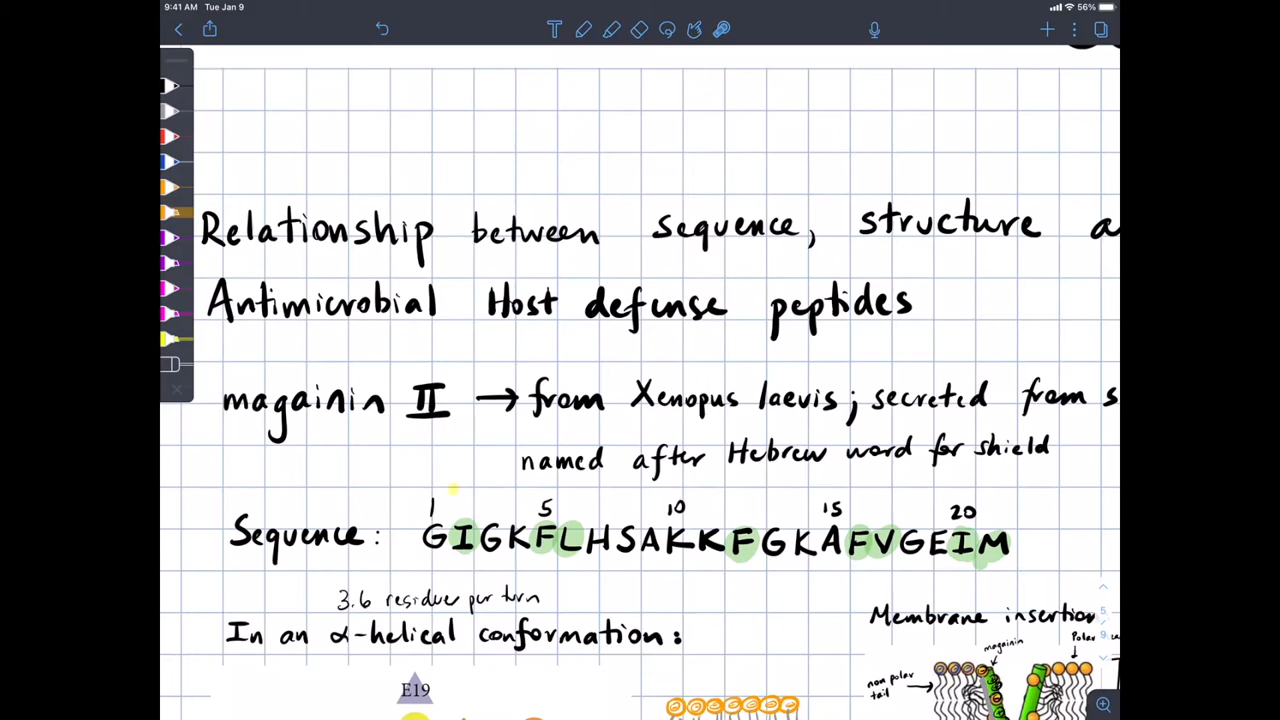 9:41 AM Tue Jan 9
56%
Relationship between sequence, structure a
Antimicrobial Host defense peptides
magainin II → from Xenopus laevis; secreted from s
named after Hebrew word for shield
1 5 10 15 20
Sequence: GIGKFLHSAKKFGKAFVGEIM
3.6 residue per turn
In an α-helical conformation:
Membrane insertion
magainin
Polar
non polar
tail
E19